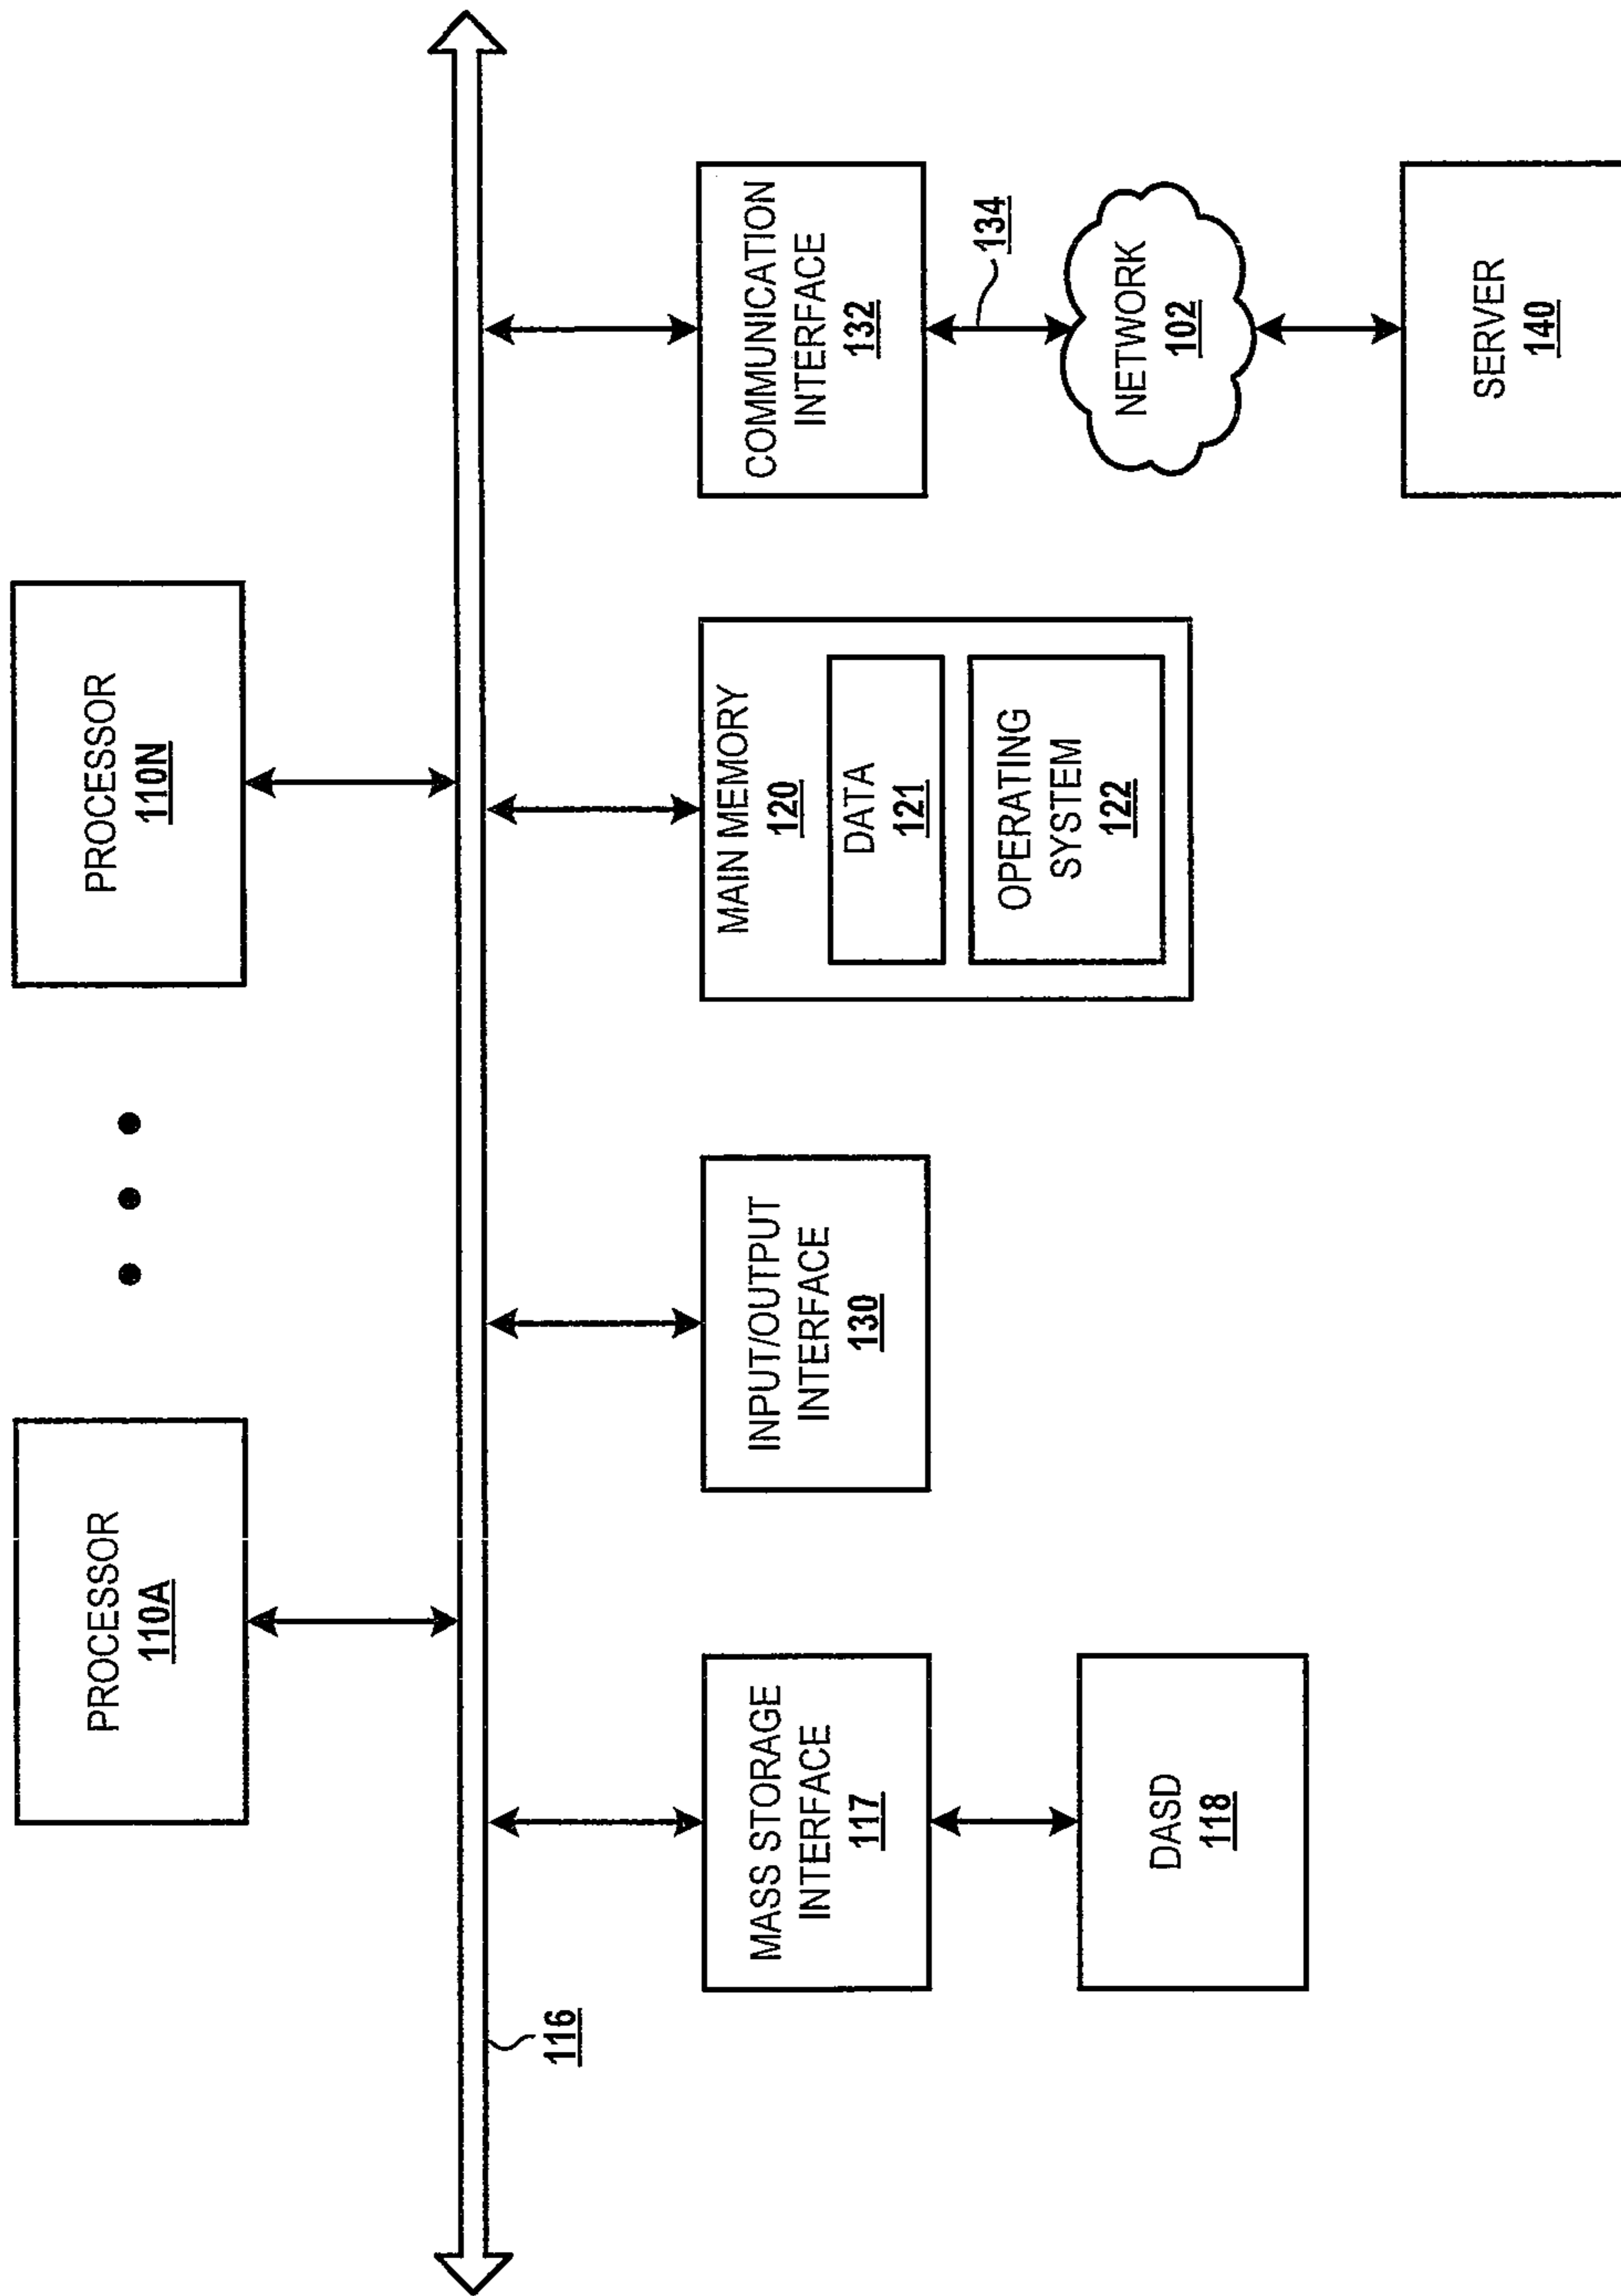 PROCESSOR
110A
PROCESSOR
110N
116
MASS STORAGE
INTERFACE
117
DASD
118
INPUT/OUTPUT
INTERFACE
130
MAIN MEMORY
120
DATA
121
OPERATING
SYSTEM
122
COMMUNICATION
INTERFACE
132
134
NETWORK
102
SERVER
140